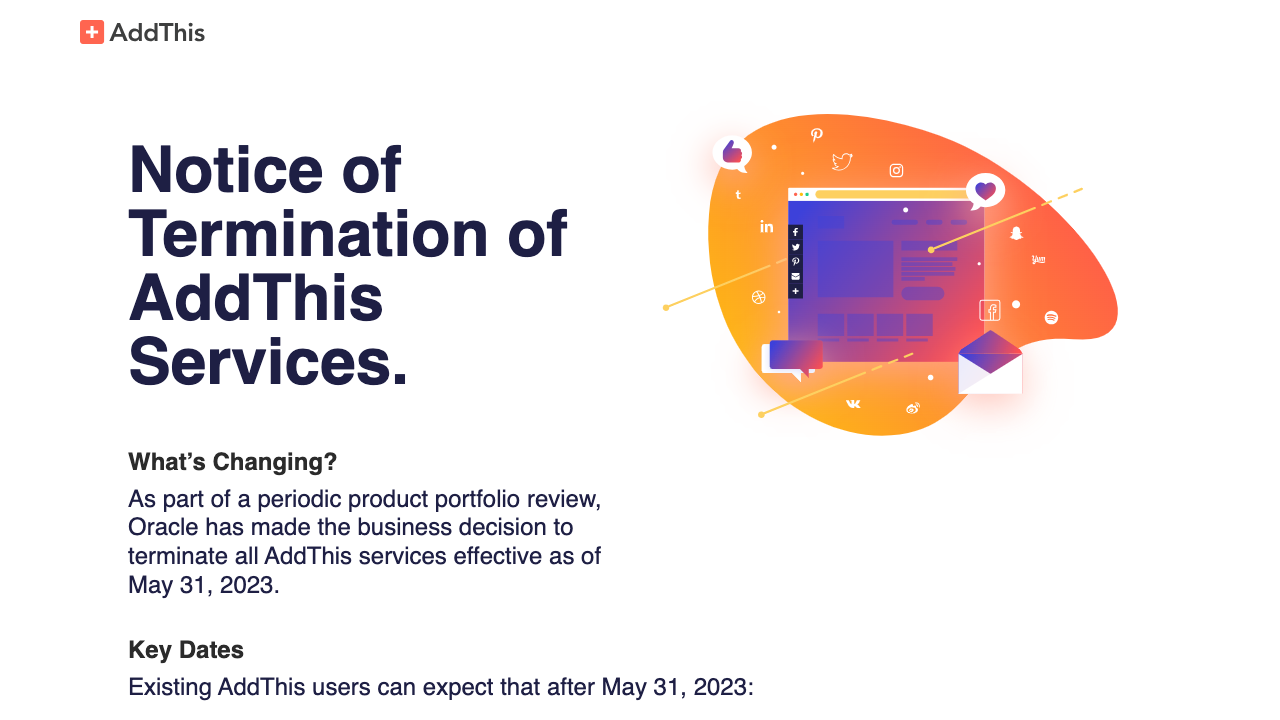 AddThis
Notice of
Termination of
AddThis
Services.
What’s Changing?
As part of a periodic product portfolio review,
Oracle has made the business decision to
terminate all AddThis services effective as of
May 31, 2023.
Key Dates
Existing AddThis users can expect that after May 31, 2023: